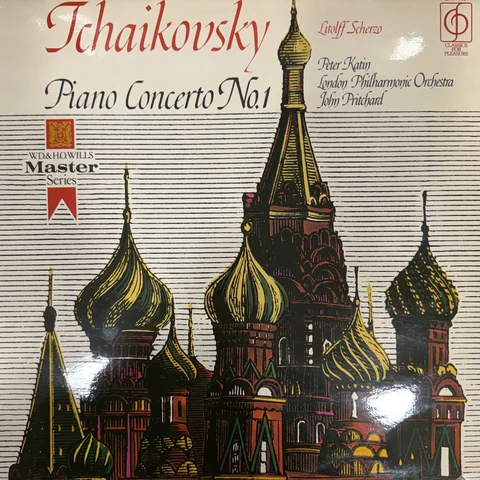 Tchaikovsky
Piano Concerto No.1
Litolff Scherzo
Peter Katin
London Philharmonic Orchestra
John Pritchard
CLASSICS
FOR
PLEASURE
W.D.& H.O.WILLS
Master
Series